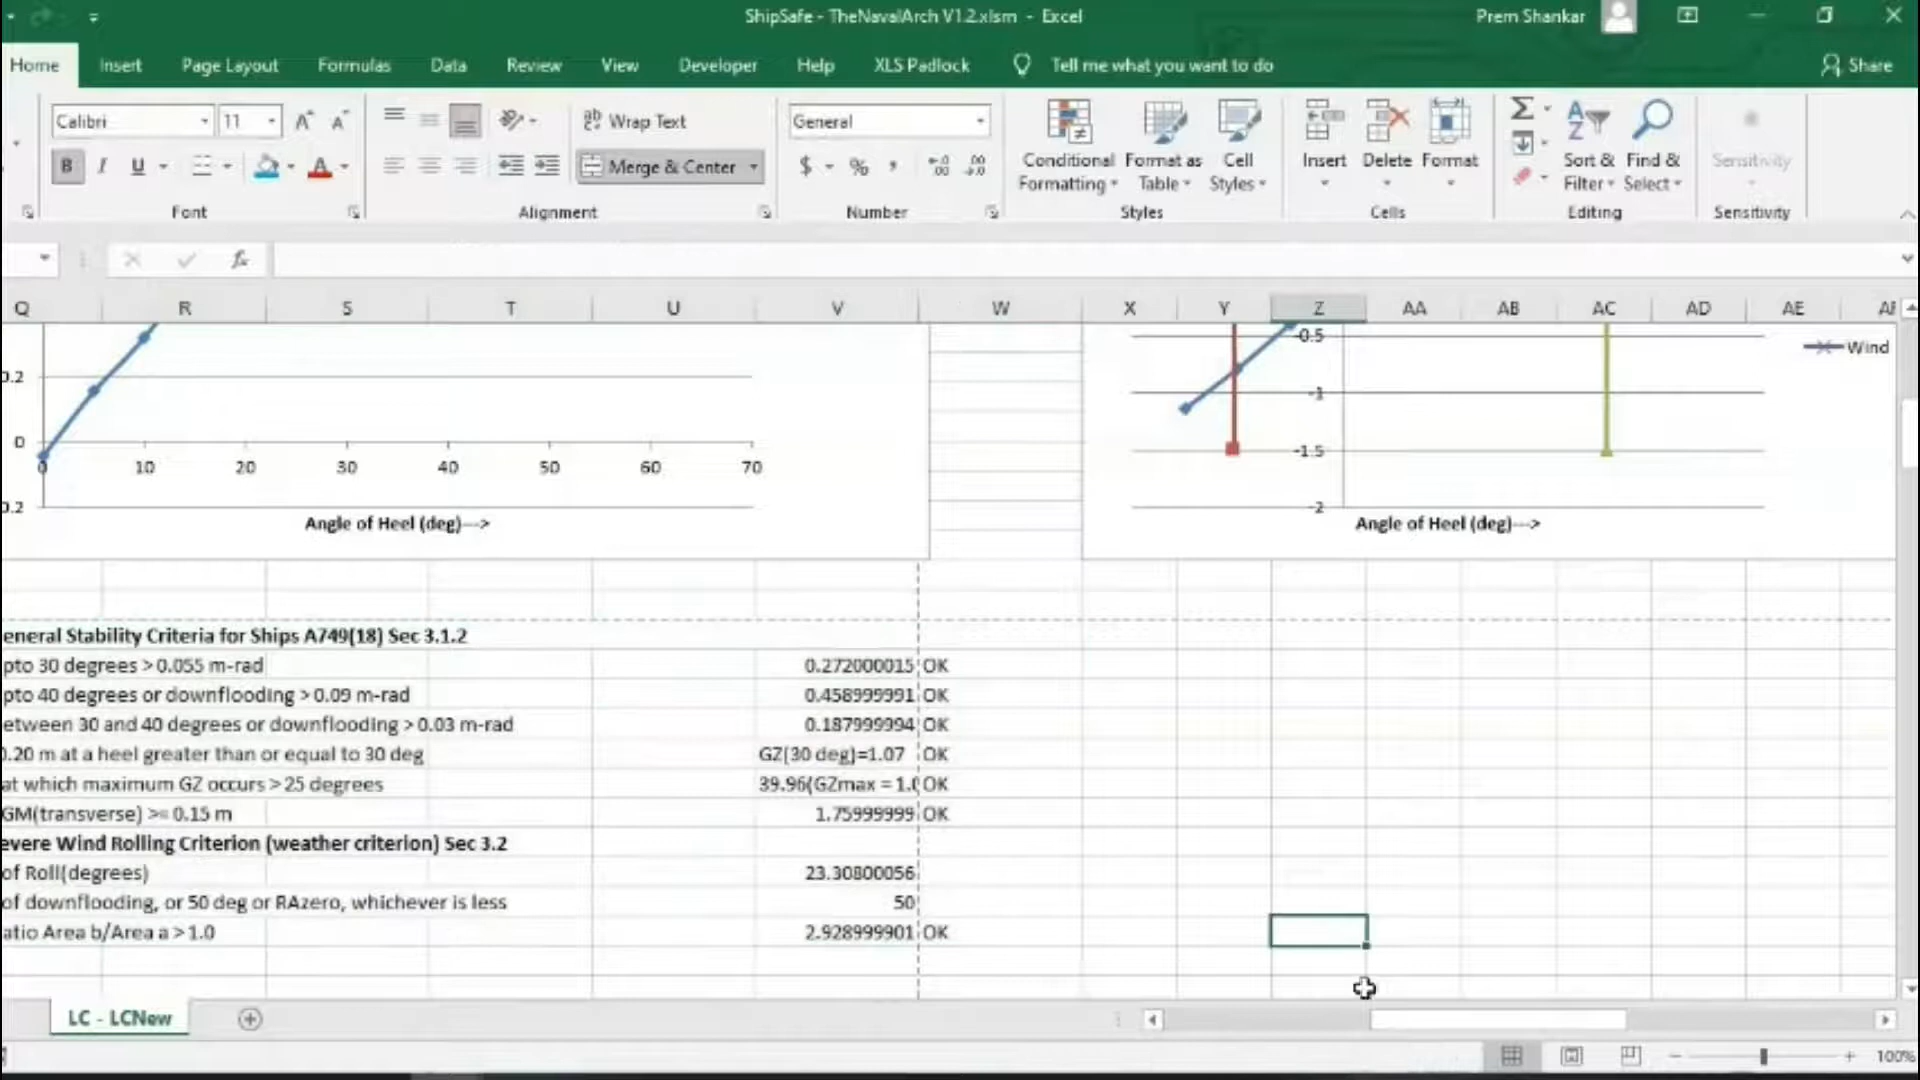 ShipSafe - TheNavalArch V1.2.xlsm - Excel
Prem Shankar
Home Insert Page Layout Formulas Data Review View Developer Help XLS Padlock Tell me what you want to do Share
Calibri 11 Wrap Text General
B I U Merge & Center $ % ,
Conditional Formatting Format as Table Cell Styles Insert Delete Format Sort & Filter Find & Select Sensitivity
Font Alignment Number Styles Cells Editing Sensitivity
fx
Q R S T U V W X Y Z AA AB AC AD AE AF
0.2
0
0.2
0 10 20 30 40 50 60 70
Angle of Heel (deg)--->
-0.5
-1
-1.5
-2
Wind
Angle of Heel (deg)--->
eneral Stability Criteria for Ships A749(18) Sec 3.1.2
pto 30 degrees > 0.055 m-rad 0.272000015 OK
pto 40 degrees or downflooding > 0.09 m-rad 0.458999991 OK
etween 30 and 40 degrees or downflooding > 0.03 m-rad 0.187999994 OK
0.20 m at a heel greater than or equal to 30 deg GZ(30 deg)=1.07 OK
at which maximum GZ occurs > 25 degrees 39.96(GZmax = 1.0 OK
GM(transverse) >= 0.15 m 1.75999999 OK
evere Wind Rolling Criterion (weather criterion) Sec 3.2
of Roll(degrees) 23.30800056
of downflooding, or 50 deg or RAzero, whichever is less 50
atio Area b/Area a > 1.0 2.928999901 OK
LC - LCNew
100%